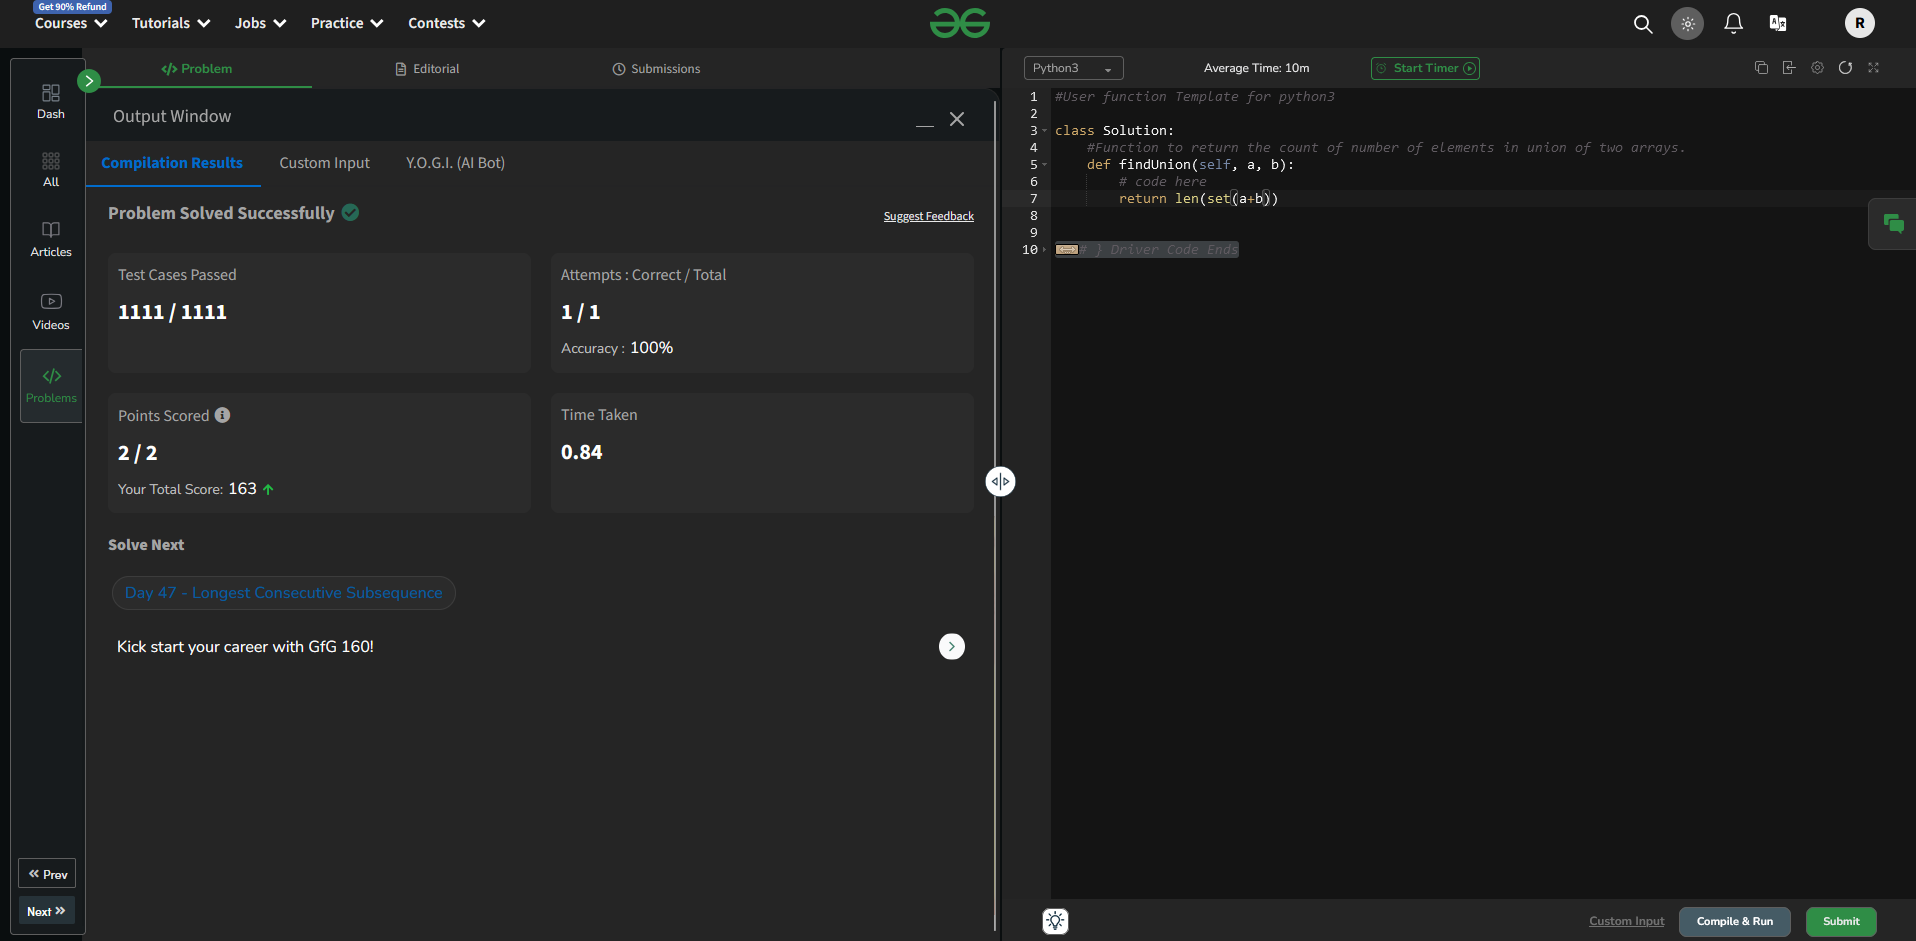 Get 90% Refund
Courses Tutorials Jobs Practice Contests
R
Dash
All
Articles
Videos
Problems
Prev
Next
</> Problem Editorial Submissions
Output Window
Compilation Results Custom Input Y.O.G.I. (AI Bot)
Problem Solved Successfully
Suggest Feedback
Test Cases Passed
1111 / 1111
Attempts : Correct / Total
1 / 1
Accuracy : 100%
Points Scored
2 / 2
Your Total Score: 163
Time Taken
0.84
Solve Next
Day 47 - Longest Consecutive Subsequence
Kick start your career with GfG 160!
Python3 Average Time: 10m Start Timer
1 #User function Template for python3
2
3 class Solution:
4 #Function to return the count of number of elements in union of two arrays.
5 def findUnion(self, a, b):
6 # code here
7 return len(set(a+b))
8
9
10 # } Driver Code Ends
Custom Input Compile & Run Submit